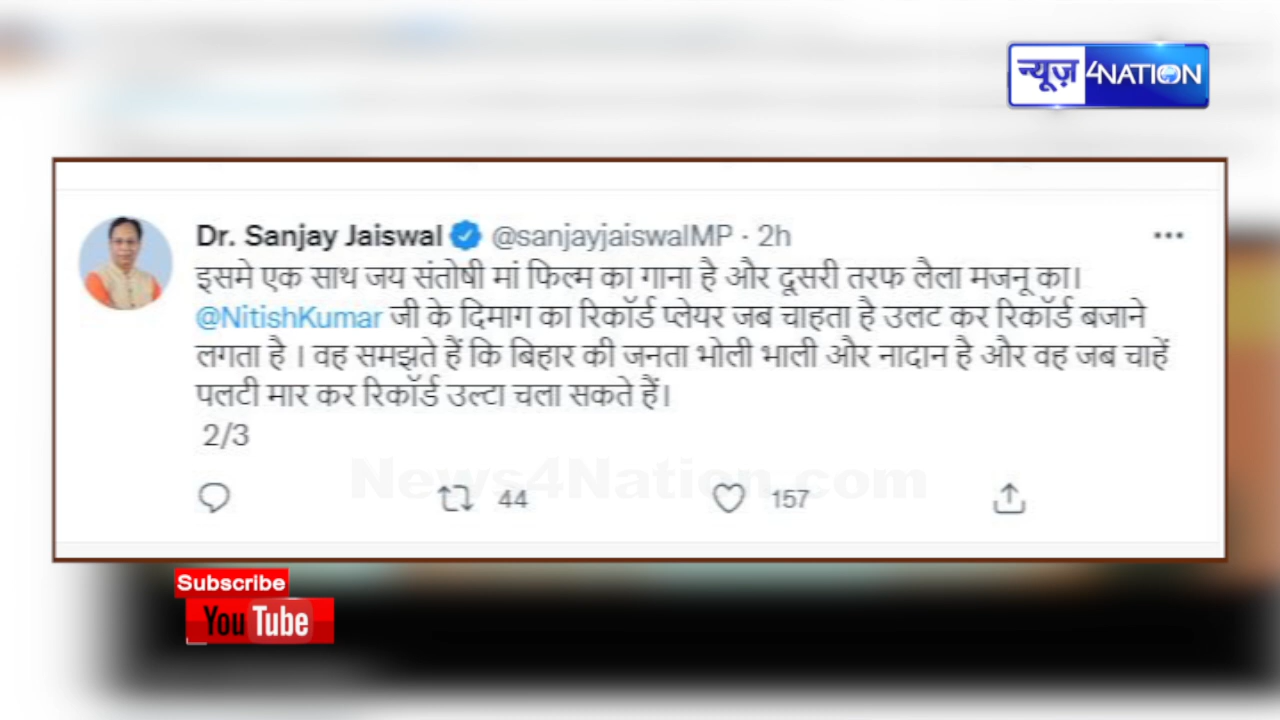 न्यूज़ 4NATION
Dr. Sanjay Jaiswal @sanjayjaiswalMP · 2h
इसमे एक साथ जय संतोषी मां फिल्म का गाना है और दूसरी तरफ लैला मजनू का।
@NitishKumar जी के दिमाग का रिकॉर्ड प्लेयर जब चाहता है उलट कर रिकॉर्ड बजाने
लगता है । वह समझते हैं कि बिहार की जनता भोली भाली और नादान है और वह जब चाहें
पलटी मार कर रिकॉर्ड उल्टा चला सकते हैं।
2/3
News4Nation.com
44 157
Subscribe
YouTube